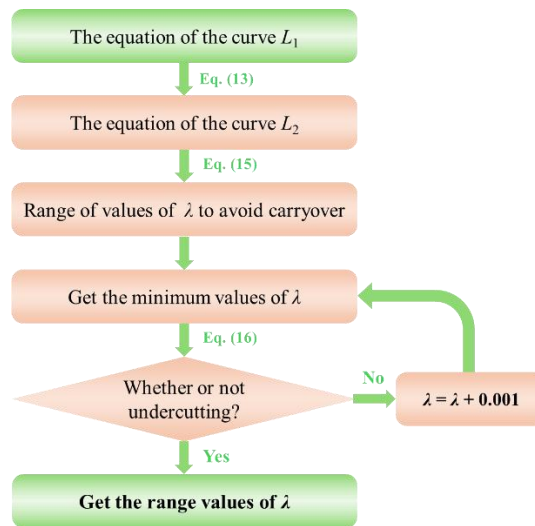 The equation of the curve L₁
Eq. (13)
The equation of the curve L₂
Eq. (15)
Range of values of λ to avoid carryover
Get the minimum values of λ
Eq. (16)
Whether or not
undercutting?
No
λ = λ + 0.001
Yes
Get the range values of λ